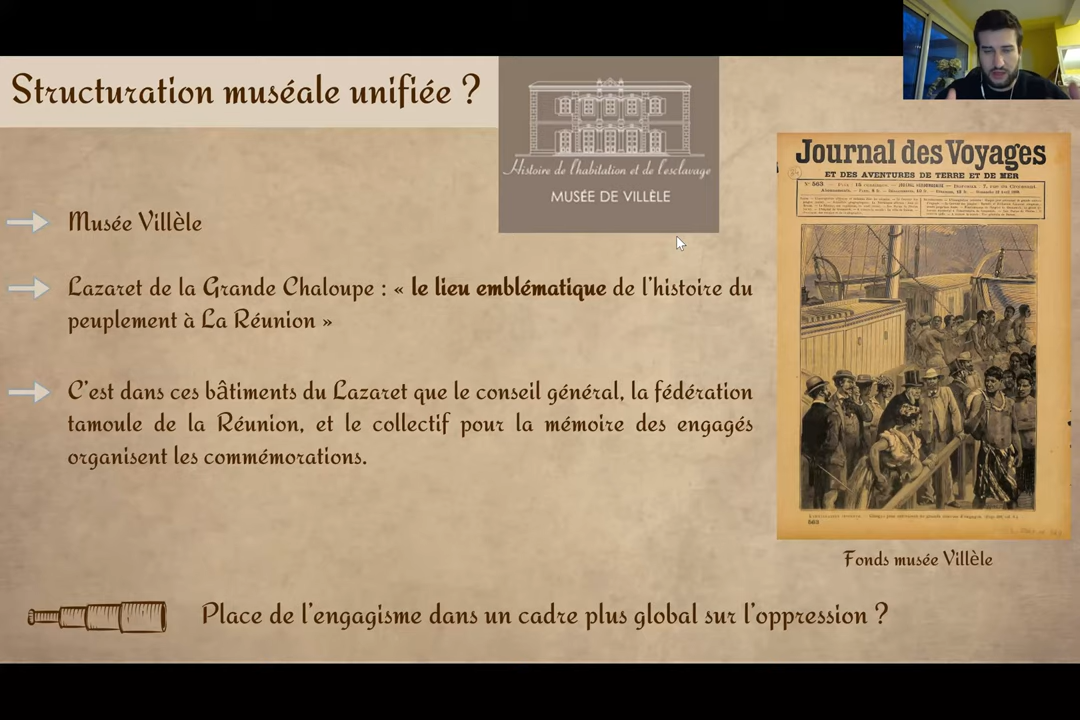 Structuration muséale unifiée ?
Histoire de l'habitation et de l'esclavage
MUSÉE DE VILLÈLE
Musée Villèle
Lazaret de la Grande Chaloupe : « le lieu emblématique de l'histoire du
peuplement à La Réunion »
C'est dans ces bâtiments du Lazaret que le conseil général, la fédération
tamoule de la Réunion, et le collectif pour la mémoire des engagés
organisent les commémorations.
Journal des Voyages
ET DES AVENTURES DE TERRE ET DE MER
N° 563
563
Fonds musée Villèle
Place de l'engagisme dans un cadre plus global sur l'oppression ?